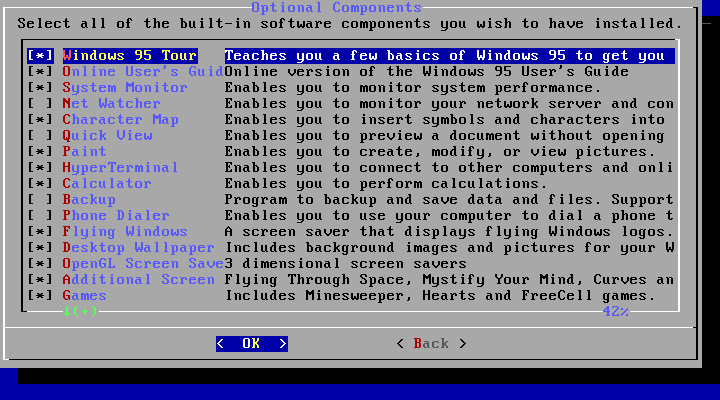 Optional Components
Select all of the built-in software components you wish to have installed.
[*] Windows 95 Tour Teaches you a few basics of Windows 95 to get you
[*] Online User's Guid Online version of the Windows 95 User's Guide
[*] System Monitor Enables you to monitor system performance.
[ ] Net Watcher Enables you to monitor your network server and con
[*] Character Map Enables you to insert symbols and characters into
[ ] Quick View Enables you to preview a document without opening
[*] Paint Enables you to create, modify, or view pictures.
[*] HyperTerminal Enables you to connect to other computers and onli
[*] Calculator Enables you to perform calculations.
[ ] Backup Program to backup and save data and files. Support
[ ] Phone Dialer Enables you to use your computer to dial a phone t
[*] Flying Windows A screen saver that displays flying Windows logos.
[*] Desktop Wallpaper Includes background images and pictures for your W
[*] OpenGL Screen Save 3 dimensional screen savers
[*] Additional Screen Flying Through Space, Mystify Your Mind, Curves an
[*] Games Includes Minesweeper, Hearts and FreeCell games.
↓(+) 42%
< OK > < Back >